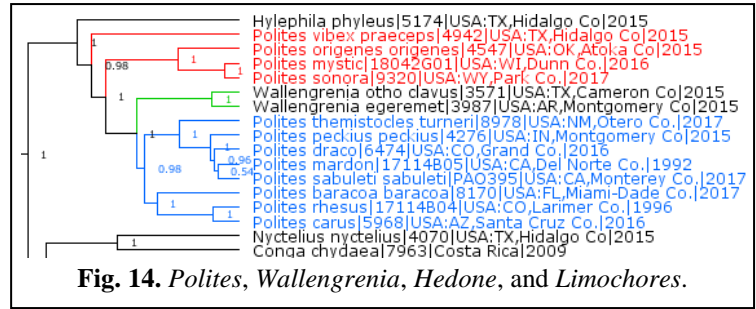 Hylephila phyleus|5174|USA:TX,Hidalgo Co|2015
Polites vibex praeceps|4942|USA:TX,Hidalgo Co|2015
Polites origenes origenes|4547|USA:OK,Atoka Co|2015
Polites mystic|18042G01|USA:WI,Dunn Co.|2016
Polites sonora|9320|USA:WY,Park Co.|2017
Wallengrenia otho clavus|3571|USA:TX,Cameron Co|2015
Wallengrenia egeremet|3987|USA:AR,Montgomery Co|2015
Polites themistocles turneri|8978|USA:NM,Otero Co.|2017
Polites peckius peckius|4276|USA:IN,Montgomery Co|2015
Polites draco|6474|USA:CO,Grand Co.|2016
Polites mardon|17114B05|USA:CA,Del Norte Co.|1992
Polites sabuleti sabuleti|PAO395|USA:CA,Monterey Co.|2017
Polites baracoa baracoa|8170|USA:FL,Miami-Dade Co.|2017
Polites rhesus|17114B04|USA:CO,Larimer Co.|1996
Polites carus|5968|USA:AZ,Santa Cruz Co.|2016
Nyctelius nyctelius|4070|USA:TX,Hidalgo Co|2015
Conga chydaea|7963|Costa Rica|2009
1
1
0.98
1
1
1
1
1
1
1
1
0.96
0.54
0.98
1
1
1
1
Fig. 14. Polites, Wallengrenia, Hedone, and Limochores.